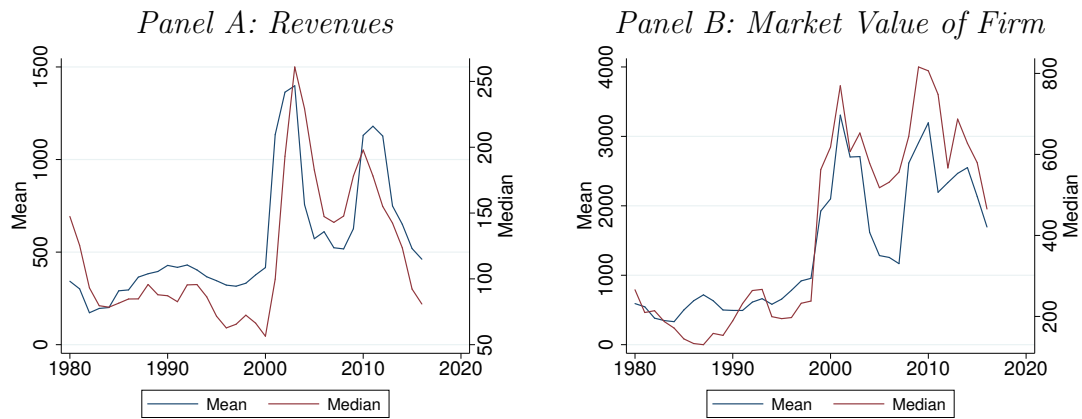 Panel A: Revenues
Mean
0 500 1000 1500
Median
50 100 150 200 250
1980 1990 2000 2010 2020
Mean Median
Panel B: Market Value of Firm
Mean
0 1000 2000 3000 4000
Median
200 400 600 800
1980 1990 2000 2010 2020
Mean Median